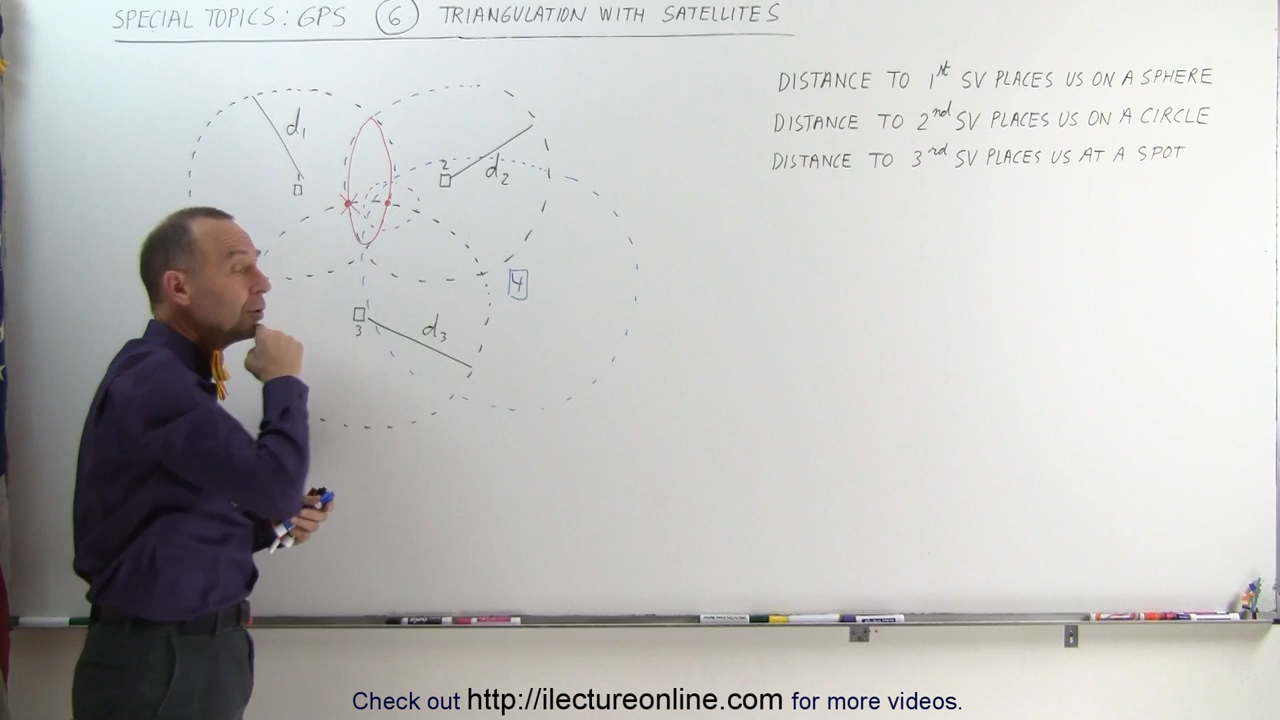 SPECIAL TOPICS: GPS 6 TRIANGULATION WITH SATELLITES
DISTANCE TO 1st SV PLACES US ON A SPHERE
DISTANCE TO 2nd SV PLACES US ON A CIRCLE
DISTANCE TO 3rd SV PLACES US AT A SPOT
d1
2
d2
4
3
d3
Check out http://ilectureonline.com for more videos.